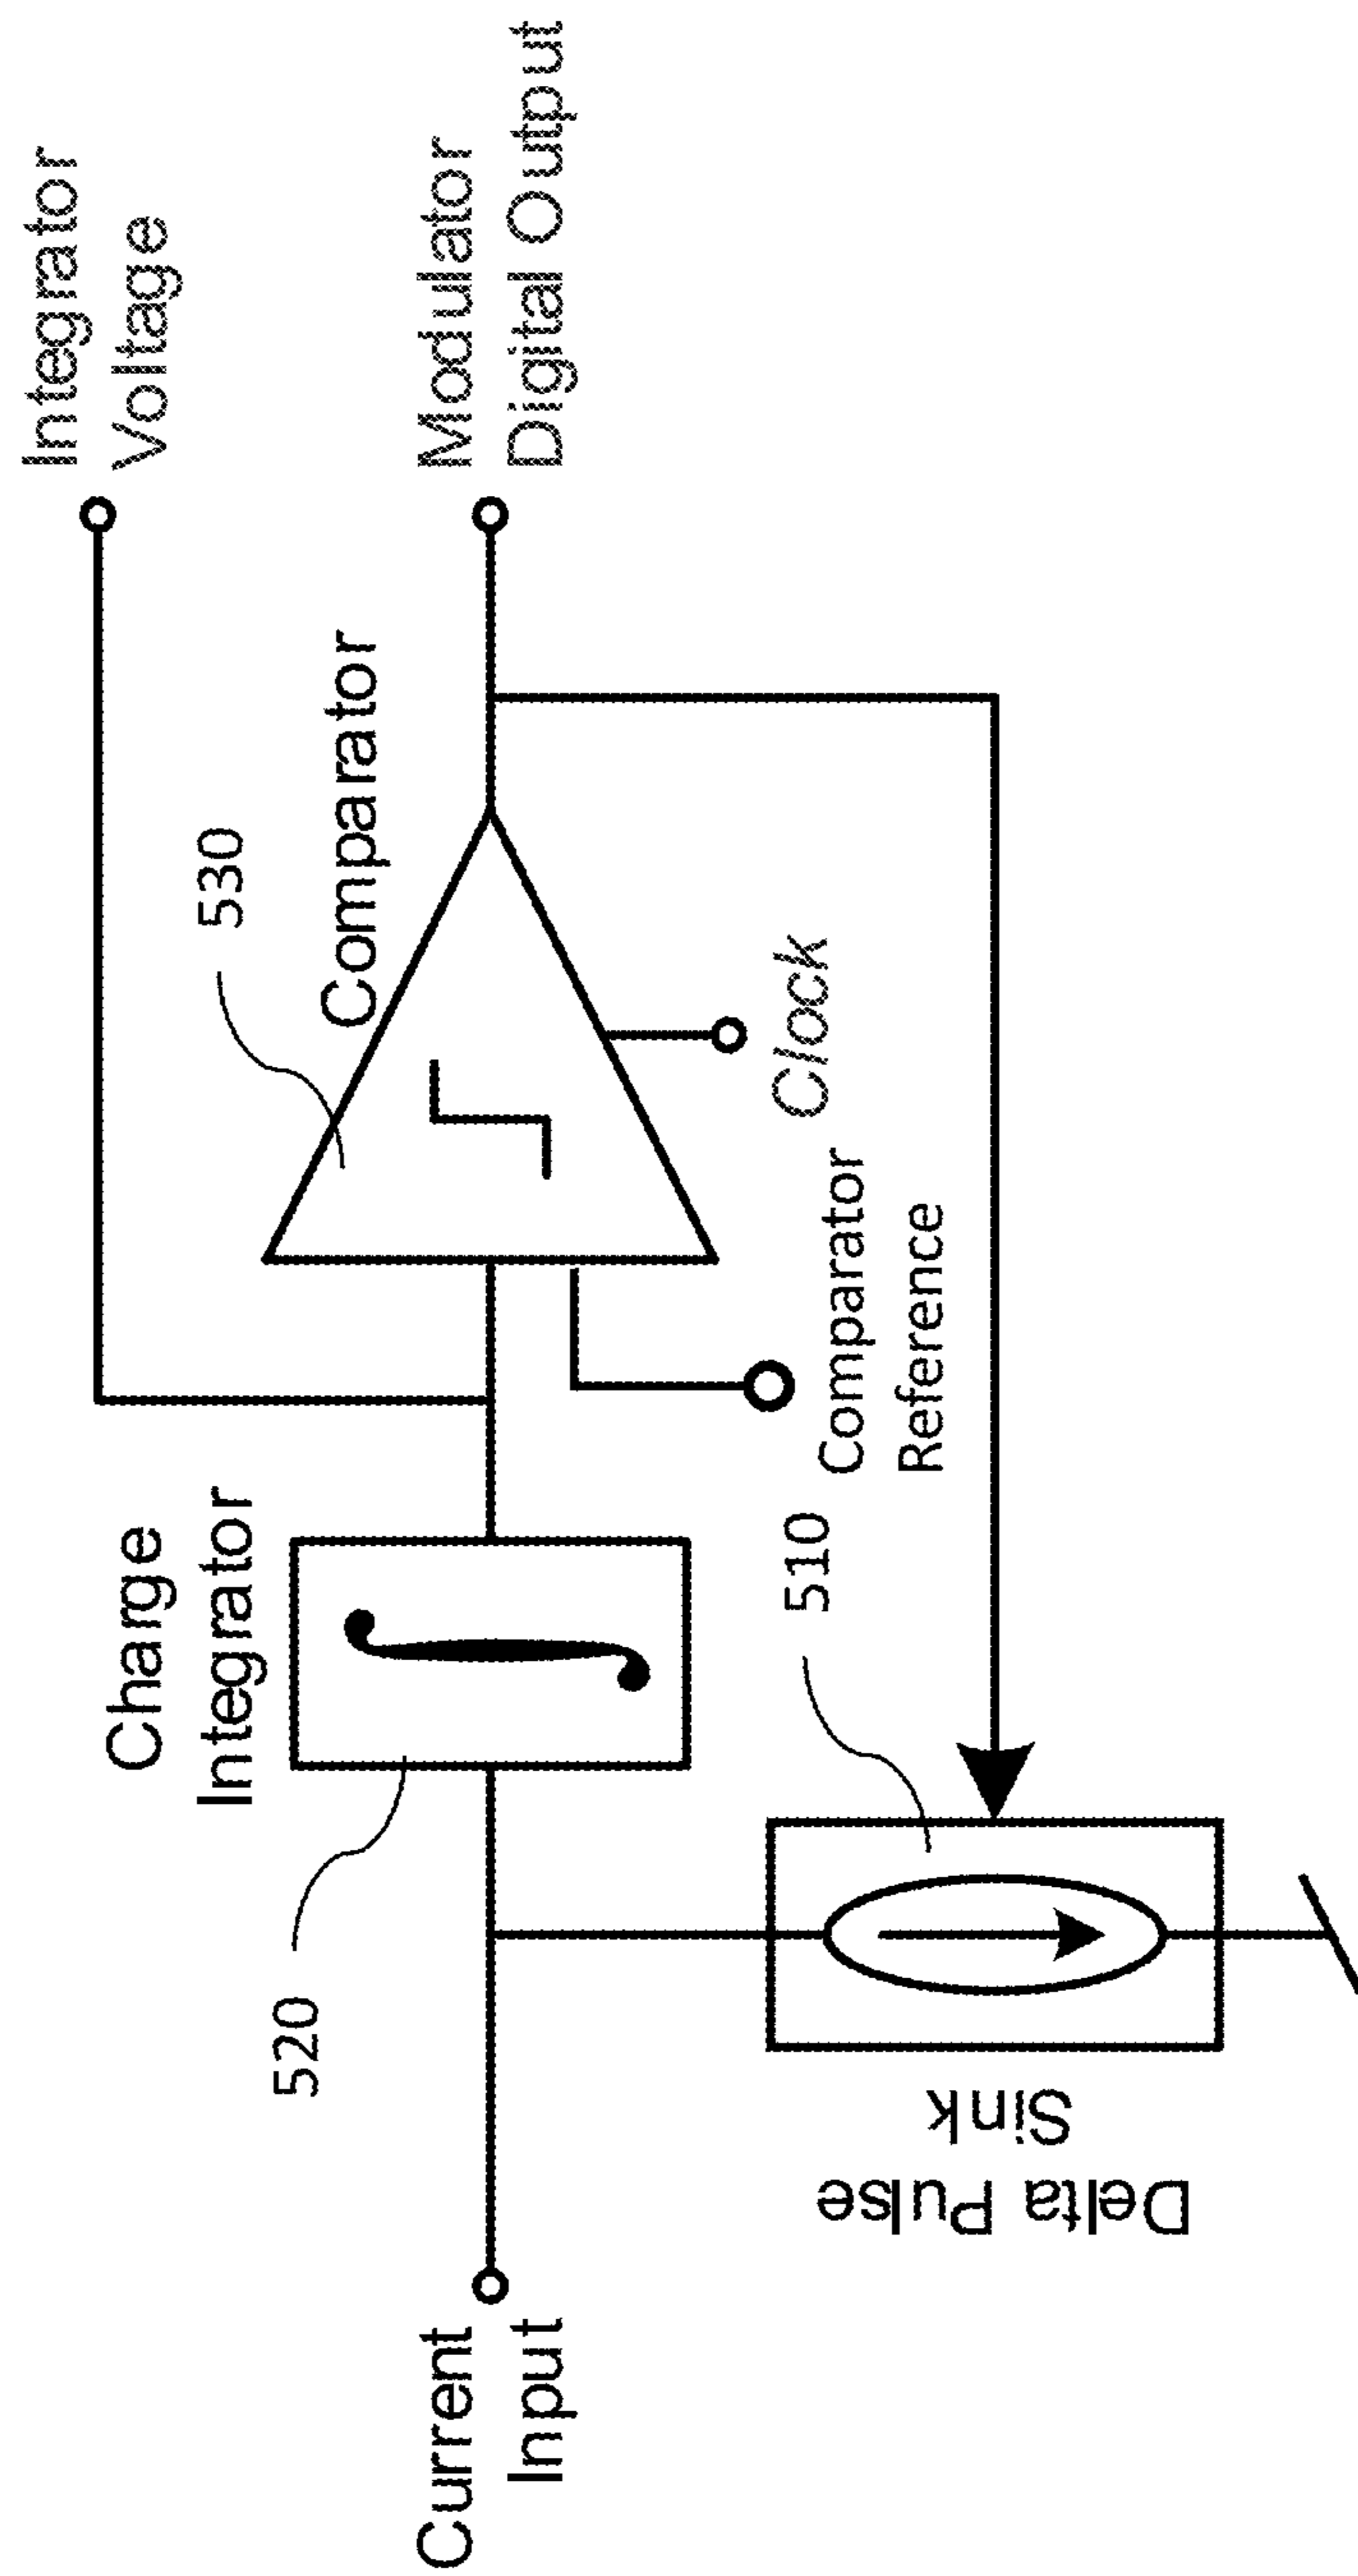 Integrator
Voltage
Modulator
Digital Output
530
Comparator
Clock
Comparator
Reference
Charge
Integrator
520
510
Current
Input
Delta Pulse
Sink